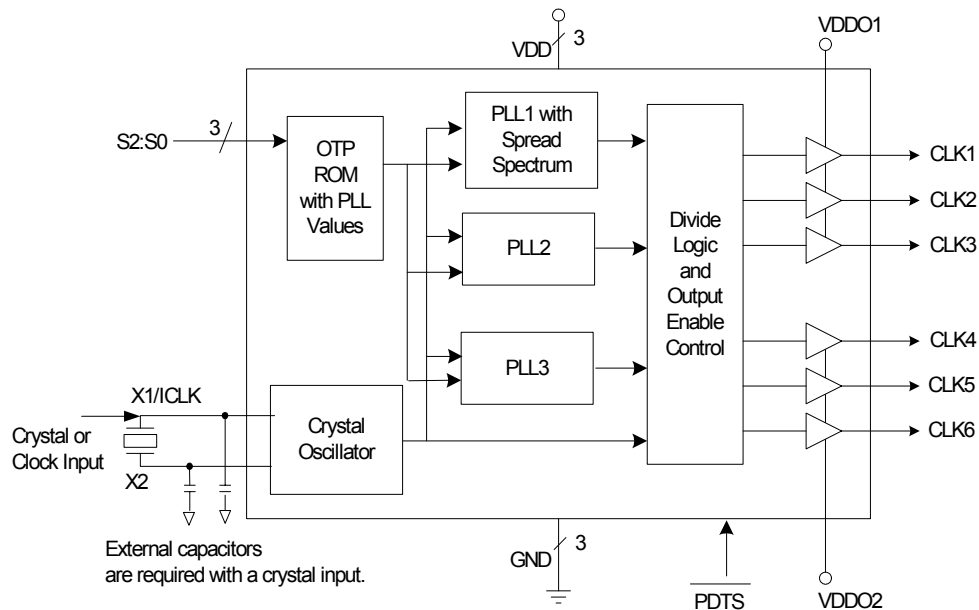 VDD
3
VDDO1
S2:S0
3
OTP
ROM
with PLL
Values
PLL1 with
Spread
Spectrum
PLL2
PLL3
Divide
Logic
and
Output
Enable
Control
CLK1
CLK2
CLK3
CLK4
CLK5
CLK6
X1/ICLK
Crystal or
Clock Input
X2
Crystal
Oscillator
External capacitors
are required with a crystal input.
GND
3
PDTS
VDDO2